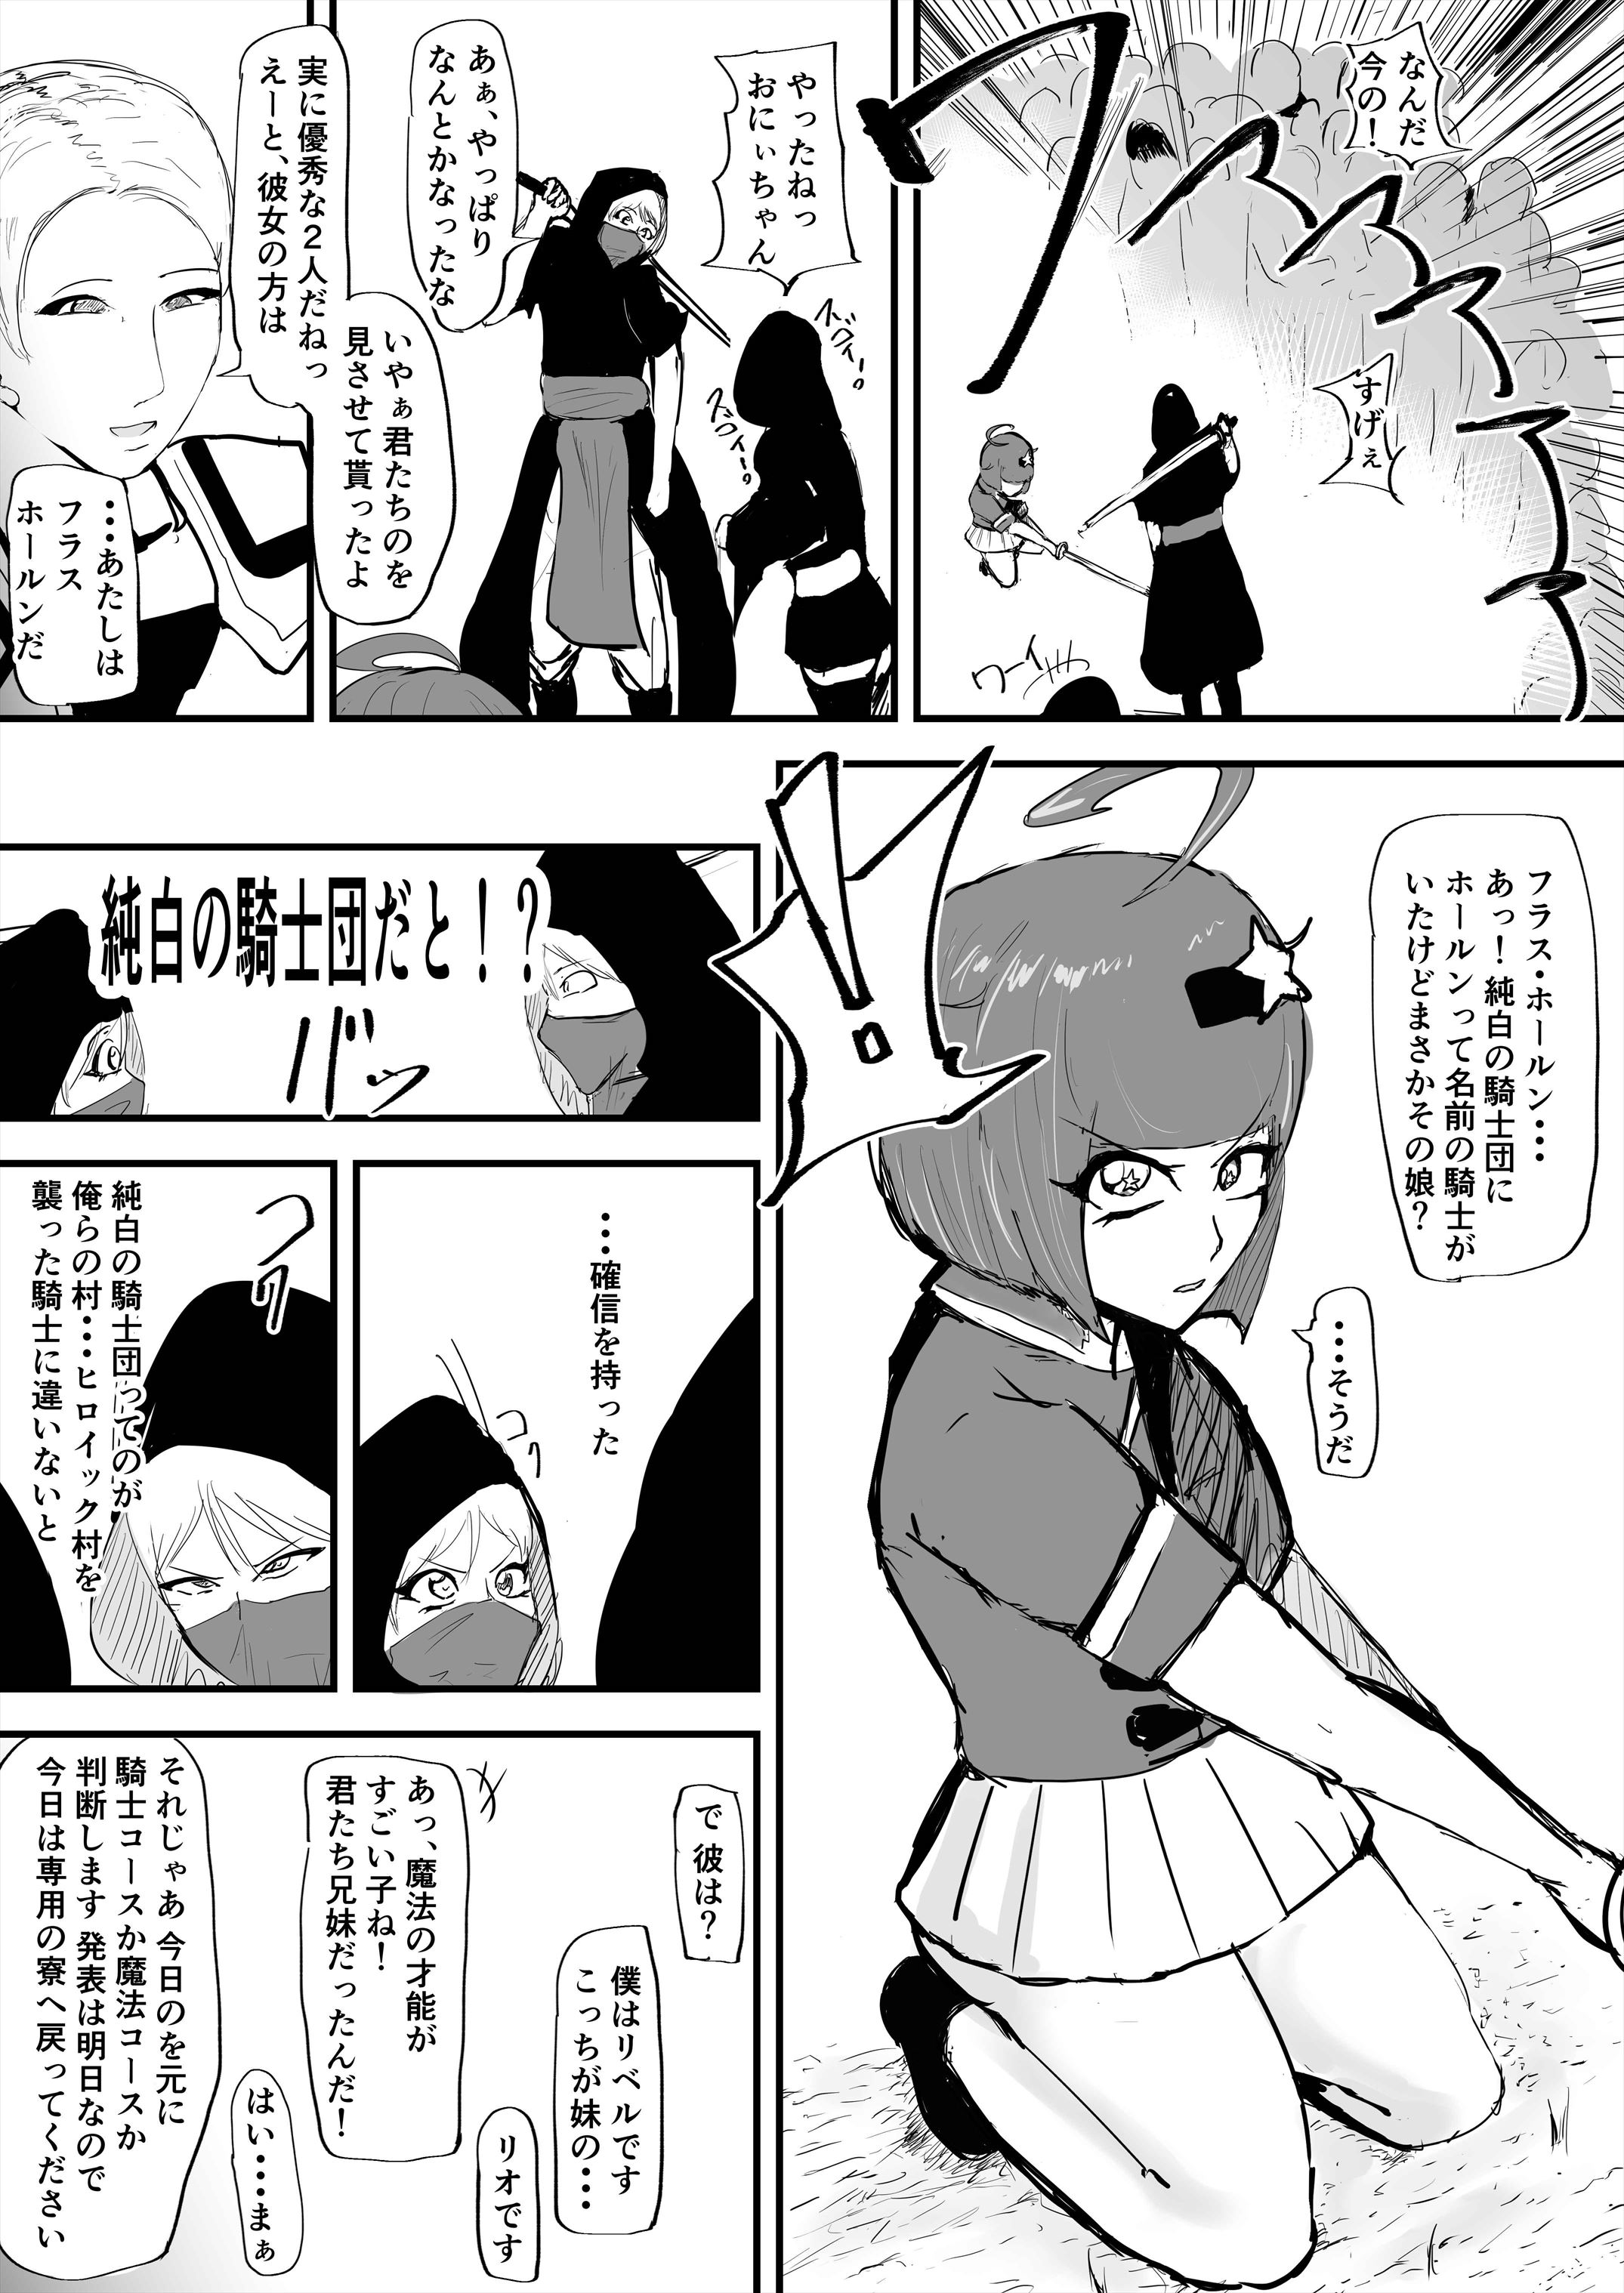 なんだ
今の！
ワァァァァァァ
すげぇ
ワーイ
やったねっ
おにぃちゃん
ズヴィ！。
ズヴィ！。
あぁ、やっぱり
なんとかなったな
いやぁ君たちのを
見させて貰ったよ
実に優秀な２人だねっ
えーと、彼女の方は
・・・あたしは
フラス
ホールンだ
フラス・ホールン・・・
あっ！純白の騎士団に
ホールンって名前の騎士が
いたけどまさかその娘？
・・・そうだ
！
純白の騎士団だと！？
バッ
・・・確信を持った
コク
コクッ
純白の騎士団ってのが
俺らの村・・・ヒロイック村を
襲った騎士に違いないと
で 彼は？
僕はリベルです
こっちが妹の・・・
リオです
あっ、魔法の才能が
すごい子ね！
君たち兄妹だったんだ！
はい・・・・まぁ
それじゃあ 今日のを元に
騎士コースか魔法コースか
判断します 発表は明日なので
今日は専用の寮へ戻ってください